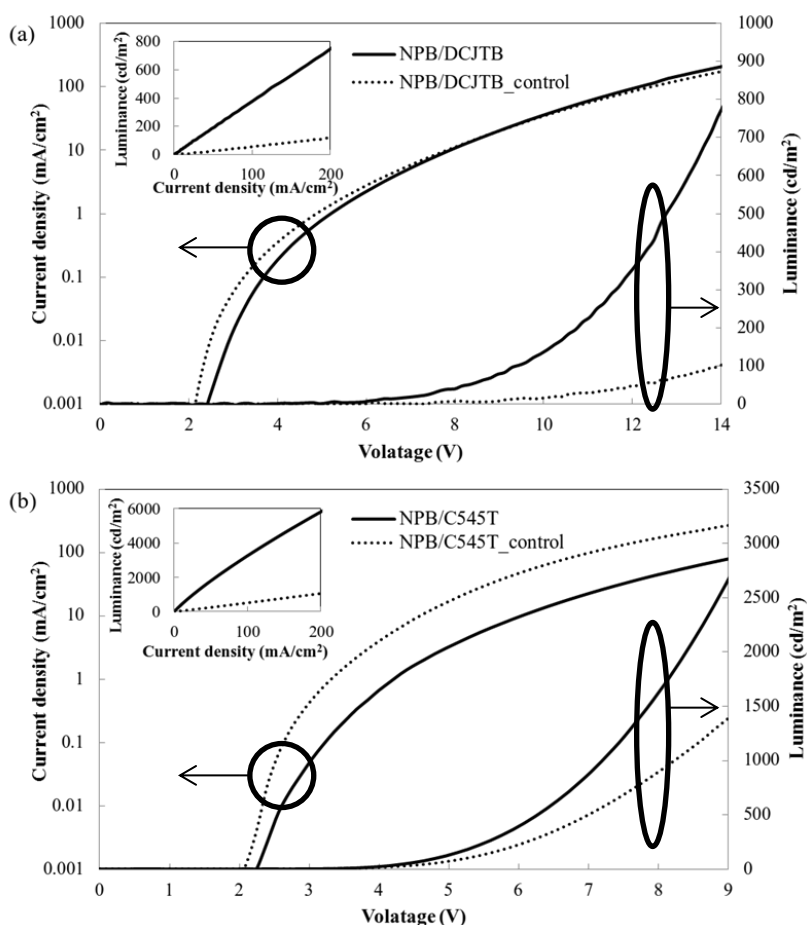 (a)
1000
100
10
1
0.1
0.01
0.001
Current density (mA/cm²)
800
600
400
200
0
Luminance (cd/m²)
0 100 200
Current density (mA/cm²)
NPB/DCJTB
NPB/DCJTB_control
1000
900
800
700
600
500
400
300
200
100
0
Luminance (cd/m²)
0 2 4 6 8 10 12 14
Volatage (V)
(b)
1000
100
10
1
0.1
0.01
0.001
Current density (mA/cm²)
6000
4000
2000
0
Luminance (cd/m²)
0 100 200
Current density (mA/cm²)
NPB/C545T
NPB/C545T_control
3500
3000
2500
2000
1500
1000
500
0
Luminance (cd/m²)
0 1 2 3 4 5 6 7 8 9
Volatage (V)